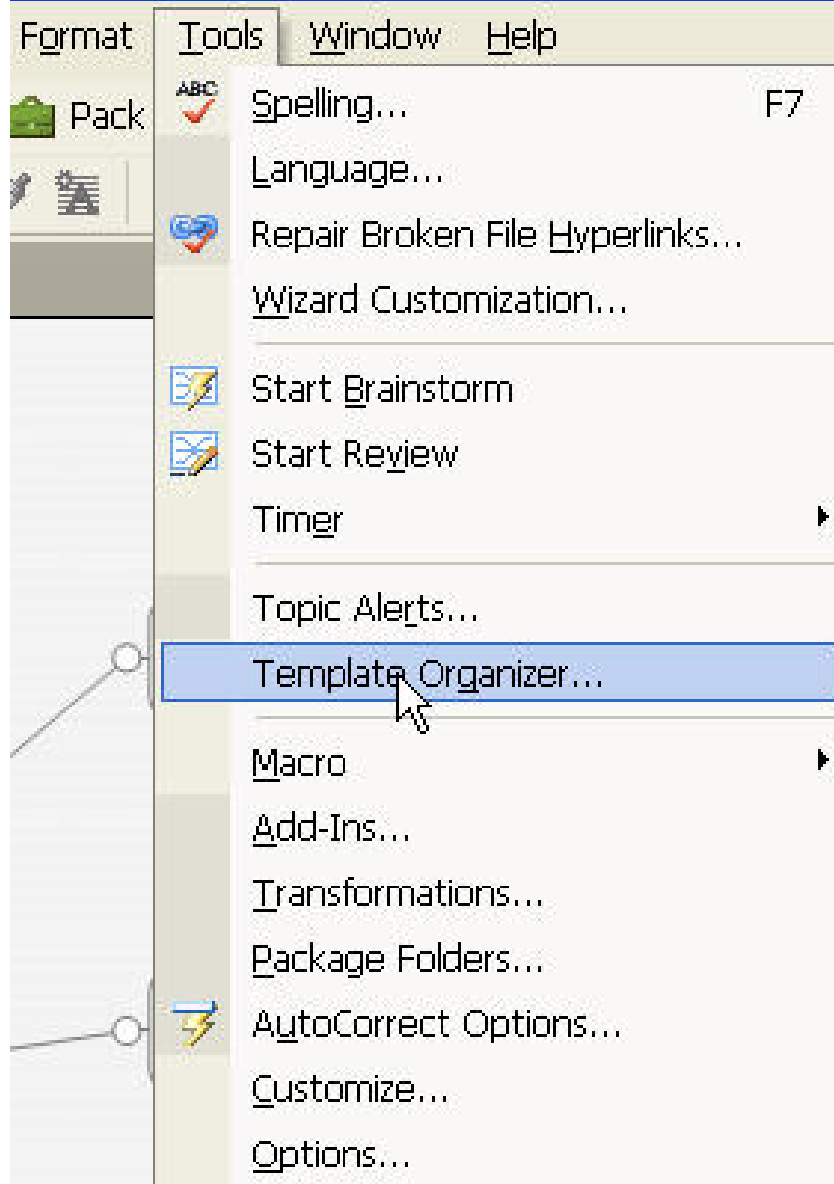 Format Tools Window Help
Pack
ABC
Spelling... F7
Language...
Repair Broken File Hyperlinks...
Wizard Customization...
Start Brainstorm
Start Review
Timer
Topic Alerts...
Template Organizer...
Macro
Add-Ins...
Transformations...
Package Folders...
AutoCorrect Options...
Customize...
Options...